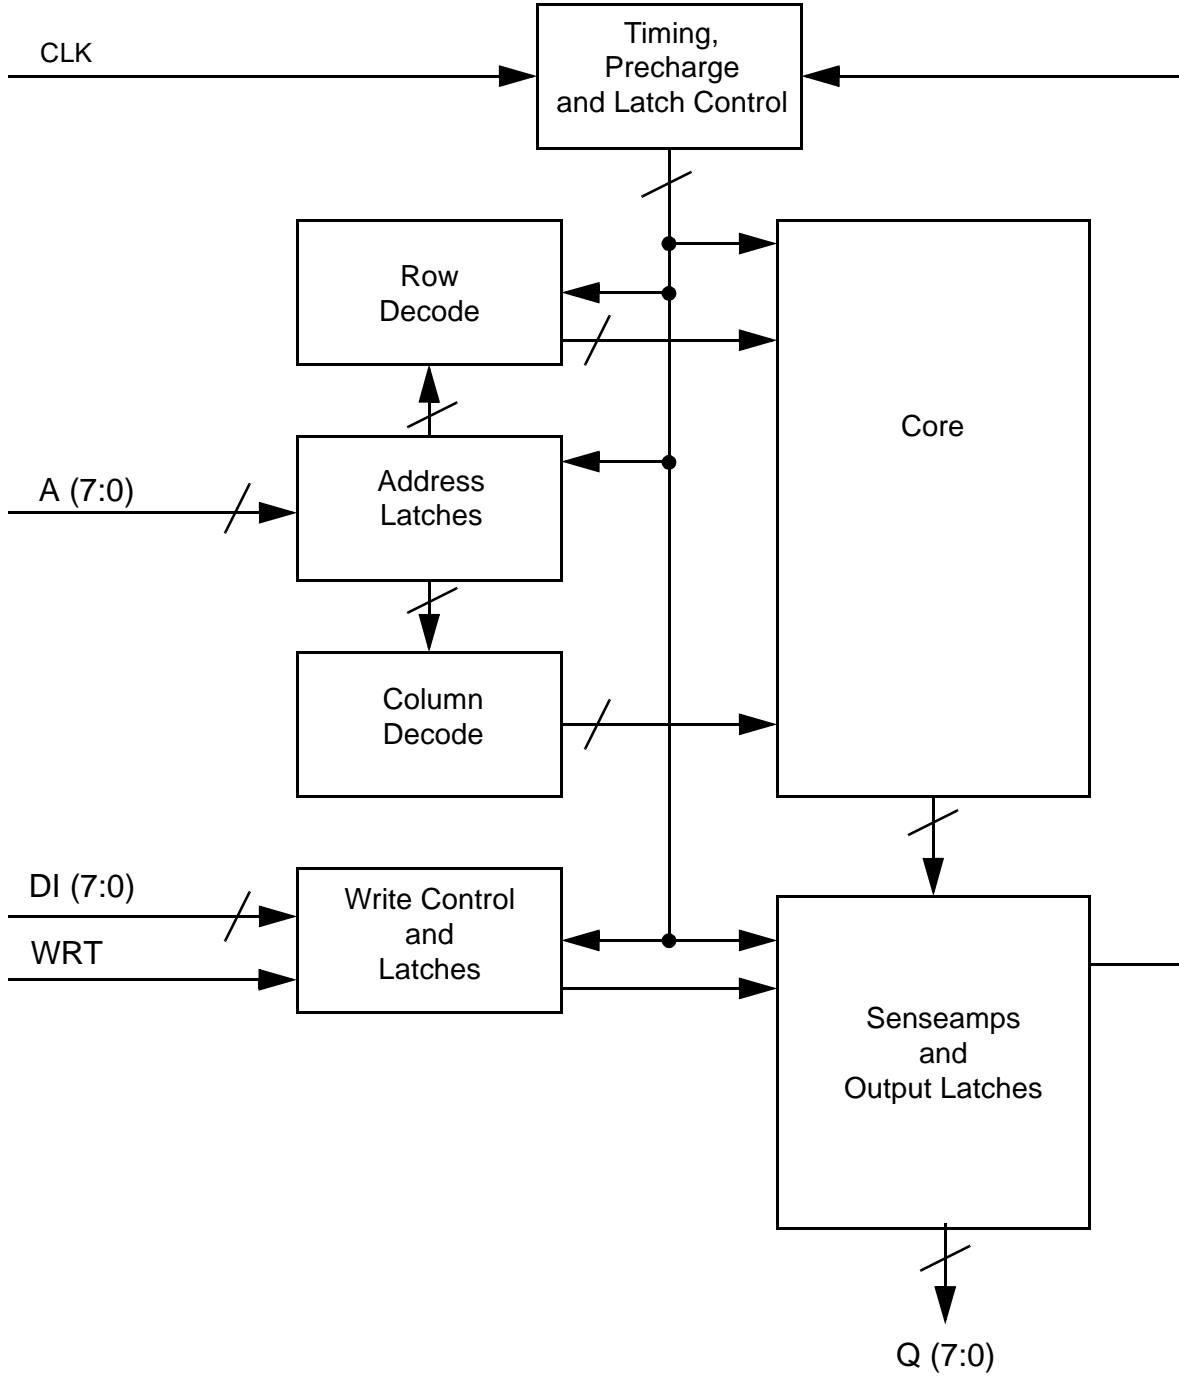 Timing,
Precharge
and Latch Control
CLK
Row
Decode
Core
Address
Latches
A (7:0)
Column
Decode
DI (7:0)
WRT
Write Control
and
Latches
Senseamps
and
Output Latches
Q (7:0)